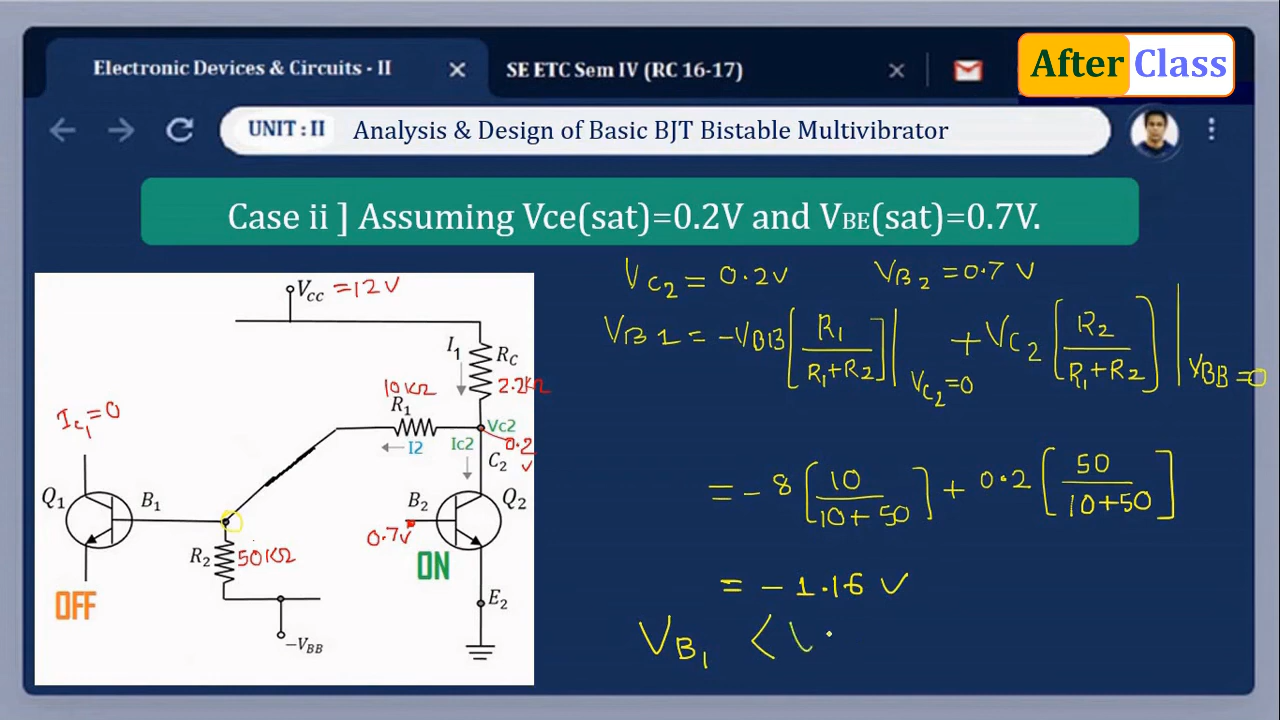 After Class
Electronic Devices & Circuits - II
SE ETC Sem IV (RC 16-17)
UNIT : II Analysis & Design of Basic BJT Bistable Multivibrator
Case ii ] Assuming Vce(sat)=0.2V and VBE(sat)=0.7V.
VC2 = 0.2V VB2 = 0.7 V
VB1 = -VBB [R1 / R1+R2] | VC2=0 + VC2 [R2 / R1+R2] | VBB=0
= - 8 [10 / 10+50] + 0.2 [50 / 10+50]
= - 1.16 V
VB1 <
VCC = 12V
I1
RC
2.2KΩ
10KΩ
R1
I2
Vc2
0.2
V
Ic2
C2
Ic1 = 0
Q1
B1
B2
Q2
0.7V
R2 50KΩ
ON
OFF
E2
-VBB